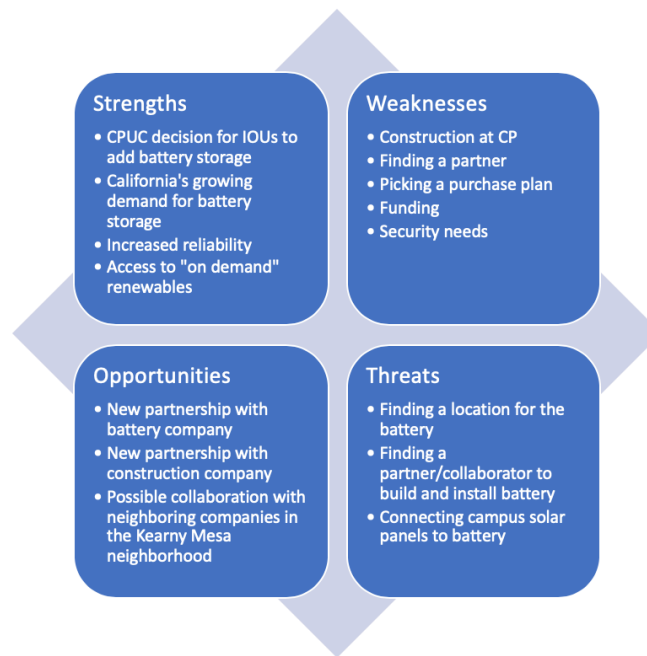 Strengths
• CPUC decision for IOUs to
add battery storage
• California's growing
demand for battery
storage
• Increased reliability
• Access to "on demand"
renewables
Weaknesses
• Construction at CP
• Finding a partner
• Picking a purchase plan
• Funding
• Security needs
Opportunities
• New partnership with
battery company
• New partnership with
construction company
• Possible collaboration with
neighboring companies in
the Kearny Mesa
neighborhood
Threats
• Finding a location for the
battery
• Finding a
partner/collaborator to
build and install battery
• Connecting campus solar
panels to battery